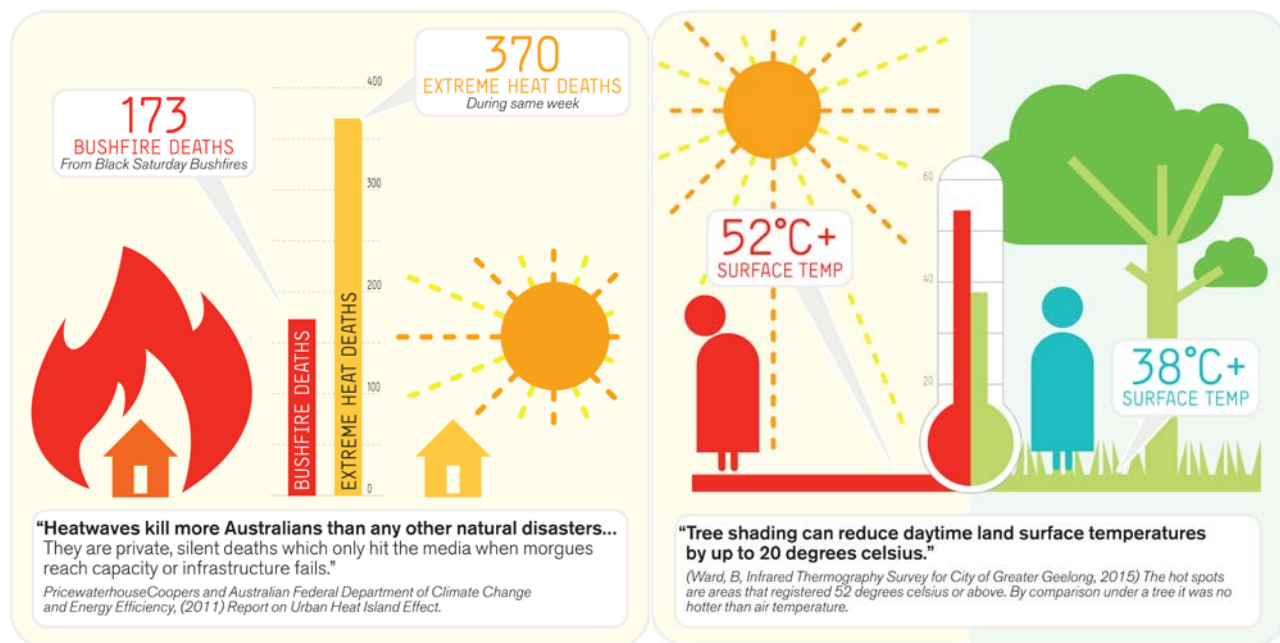 173
BUSHFIRE DEATHS
From Black Saturday Bushfires
370
EXTREME HEAT DEATHS
During same week
400
300
200
100
0
BUSHFIRE DEATHS
EXTREME HEAT DEATHS
“Heatwaves kill more Australians than any other natural disasters...
They are private, silent deaths which only hit the media when morgues
reach capacity or infrastructure fails.”
PricewaterhouseCoopers and Australian Federal Department of Climate Change
and Energy Efficiency, (2011) Report on Urban Heat Island Effect.
52°C+
SURFACE TEMP
60
40
20
38°C+
SURFACE TEMP
“Tree shading can reduce daytime land surface temperatures
by up to 20 degrees celsius.”
(Ward, B, Infrared Thermography Survey for City of Greater Geelong, 2015) The hot spots
are areas that registered 52 degrees celsius or above. By comparison under a tree it was no
hotter than air temperature.